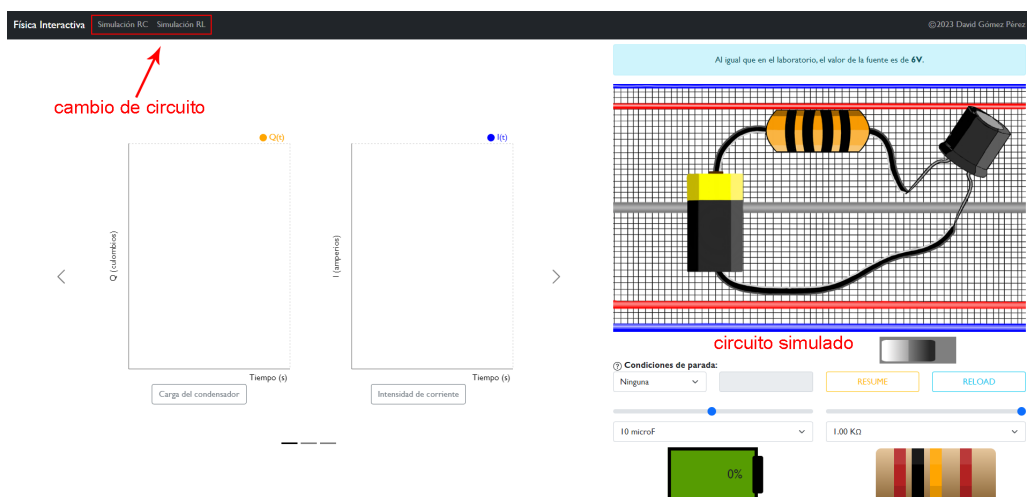 Física Interactiva Simulación RC Simulación RL ©2023 David Gómez Pérez
cambio de circuito
Al igual que en el laboratorio, el valor de la fuente es de 6V.
Q(t)
I(t)
Q (culombios)
I (amperios)
Tiempo (s)
Tiempo (s)
Carga del condensador
Intensidad de corriente
circuito simulado
? Condiciones de parada:
Ninguna
RESUME
RELOAD
10 microF
1.00 KΩ
0%